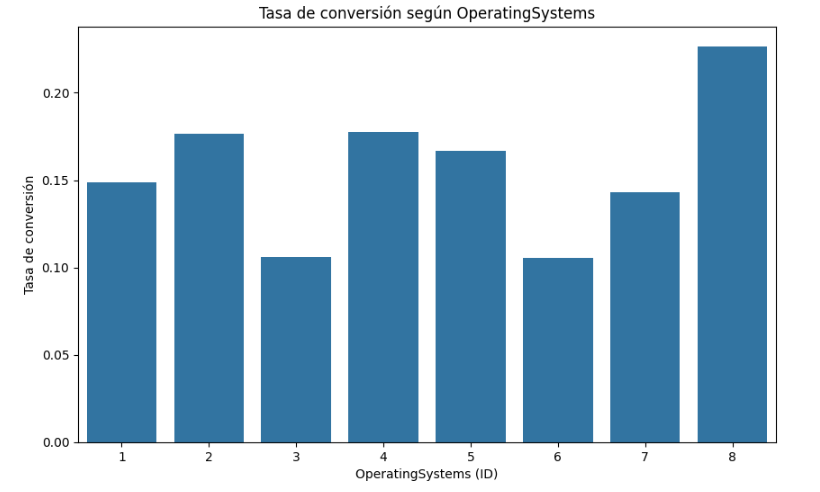 Tasa de conversión según OperatingSystems
Tasa de conversión
0.20
0.15
0.10
0.05
0.00
1 2 3 4 5 6 7 8
OperatingSystems (ID)